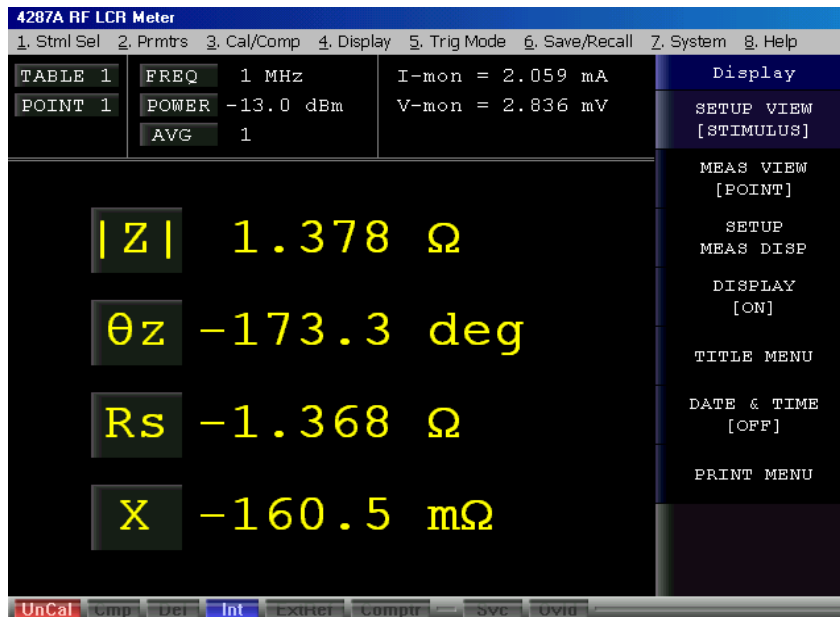 4287A RF LCR Meter
1. Stml Sel 2. Prmtrs 3. Cal/Comp 4. Display 5. Trig Mode 6. Save/Recall 7. System 8. Help
TABLE 1 FREQ 1 MHz I-mon = 2.059 mA
POINT 1 POWER -13.0 dBm V-mon = 2.836 mV
AVG 1
|Z| 1.378 Ω
θz -173.3 deg
Rs -1.368 Ω
X -160.5 mΩ
Display
SETUP VIEW
[STIMULUS]
MEAS VIEW
[POINT]
SETUP
MEAS DISP
DISPLAY
[ON]
TITLE MENU
DATE & TIME
[OFF]
PRINT MENU
UnCal Cmp Del Int ExtRef Comptr Svc Ovld